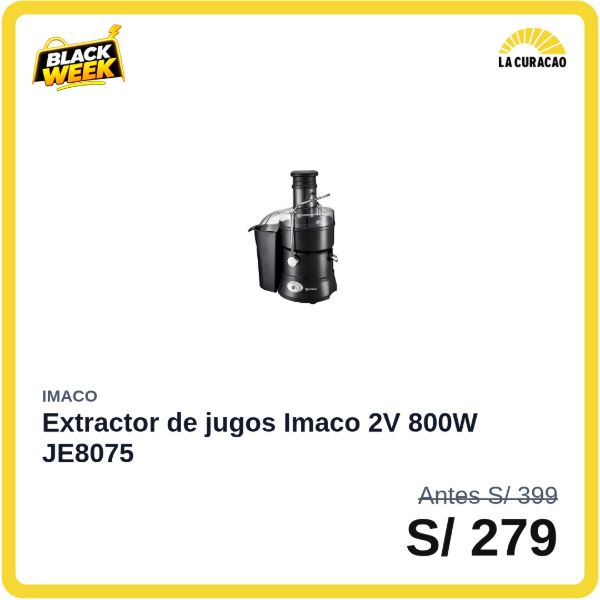 BLACK
WEEK
LA CURACAO
IMACO
Extractor de jugos Imaco 2V 800W
JE8075
Antes S/ 399
S/ 279